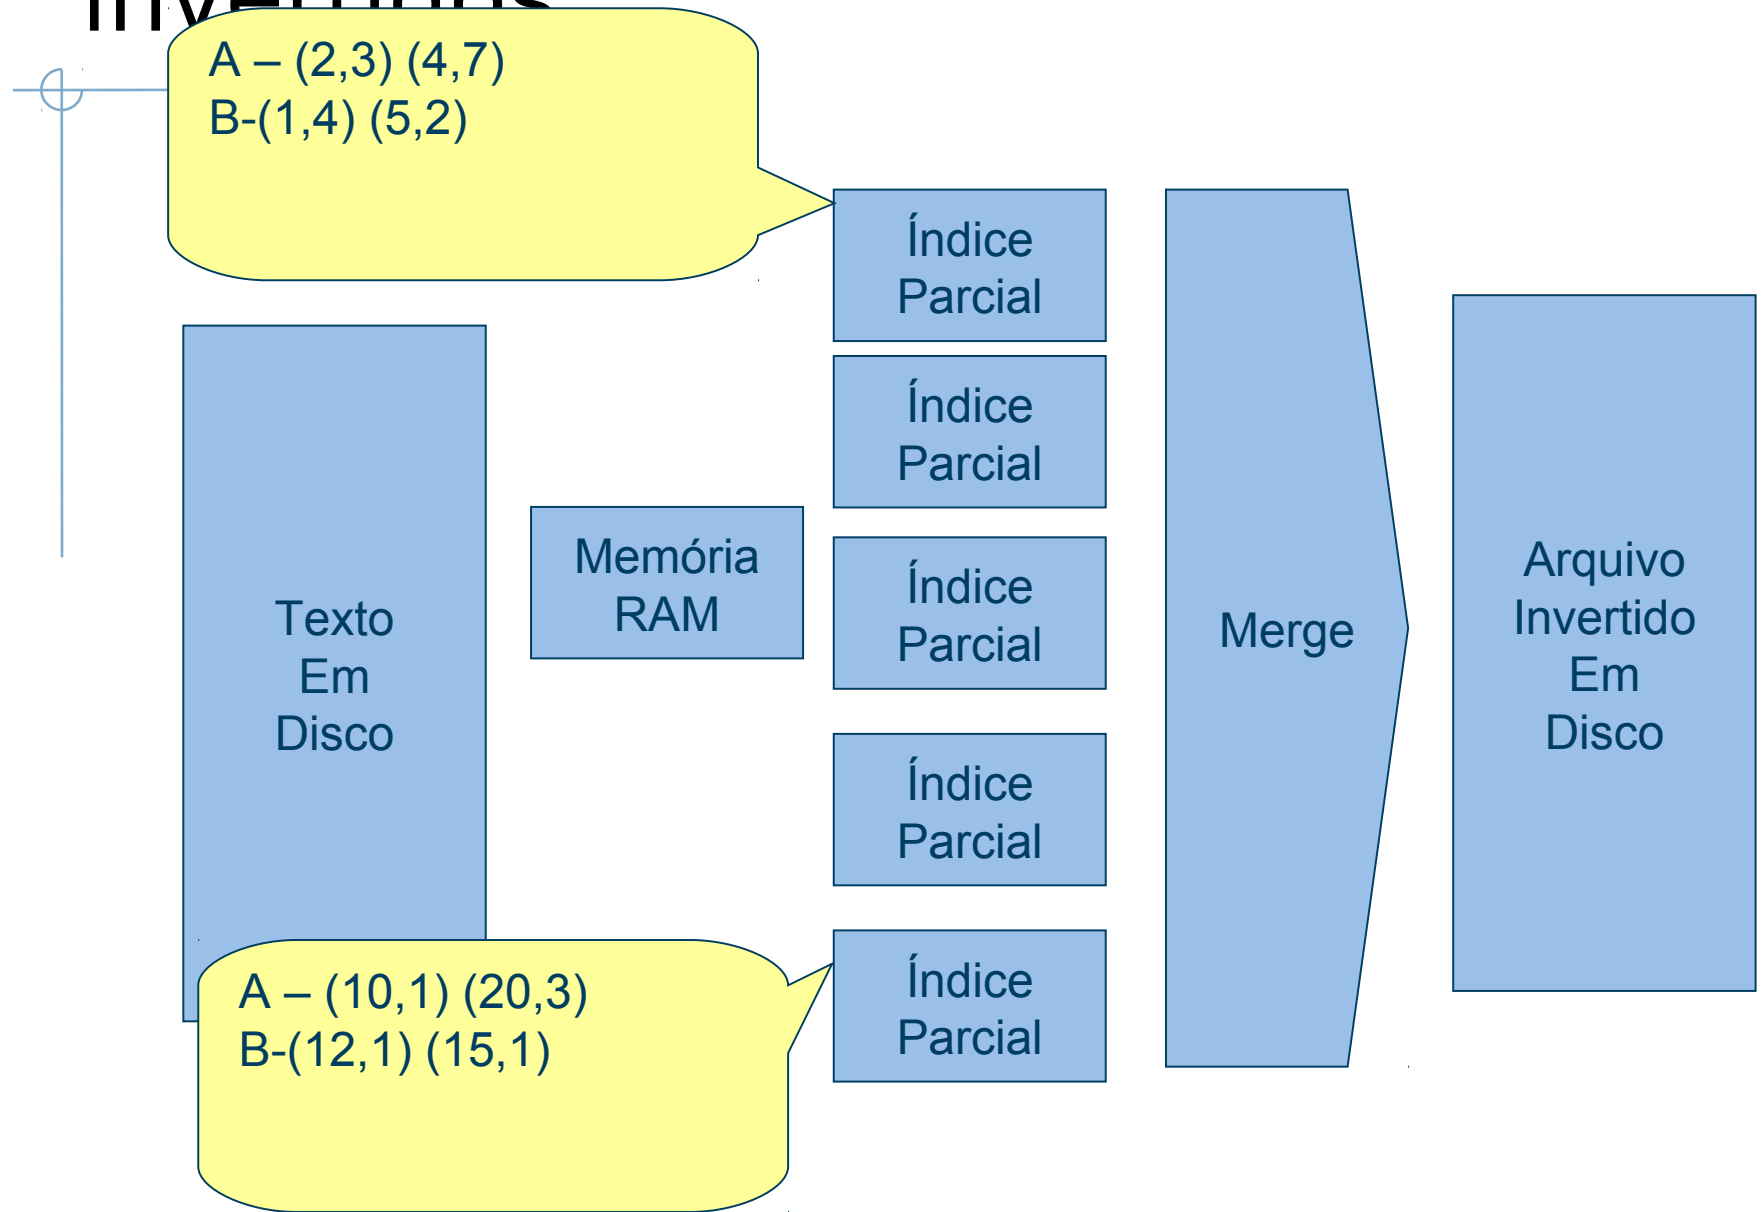 A – (2,3) (4,7)
B-(1,4) (5,2)
Índice
Parcial
Índice
Parcial
Texto
Em
Disco
Memória
RAM
Índice
Parcial
Merge
Arquivo
Invertido
Em
Disco
Índice
Parcial
A – (10,1) (20,3)
B-(12,1) (15,1)
Índice
Parcial